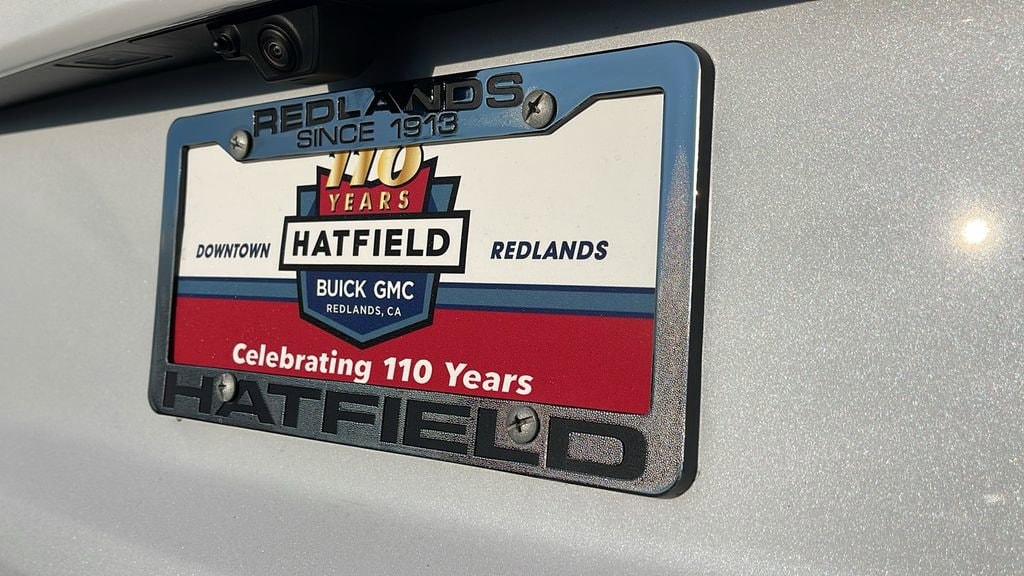 REDLANDS
SINCE 1913
110
YEARS
DOWNTOWN HATFIELD REDLANDS
BUICK GMC
REDLANDS, CA
Celebrating 110 Years
HATFIELD